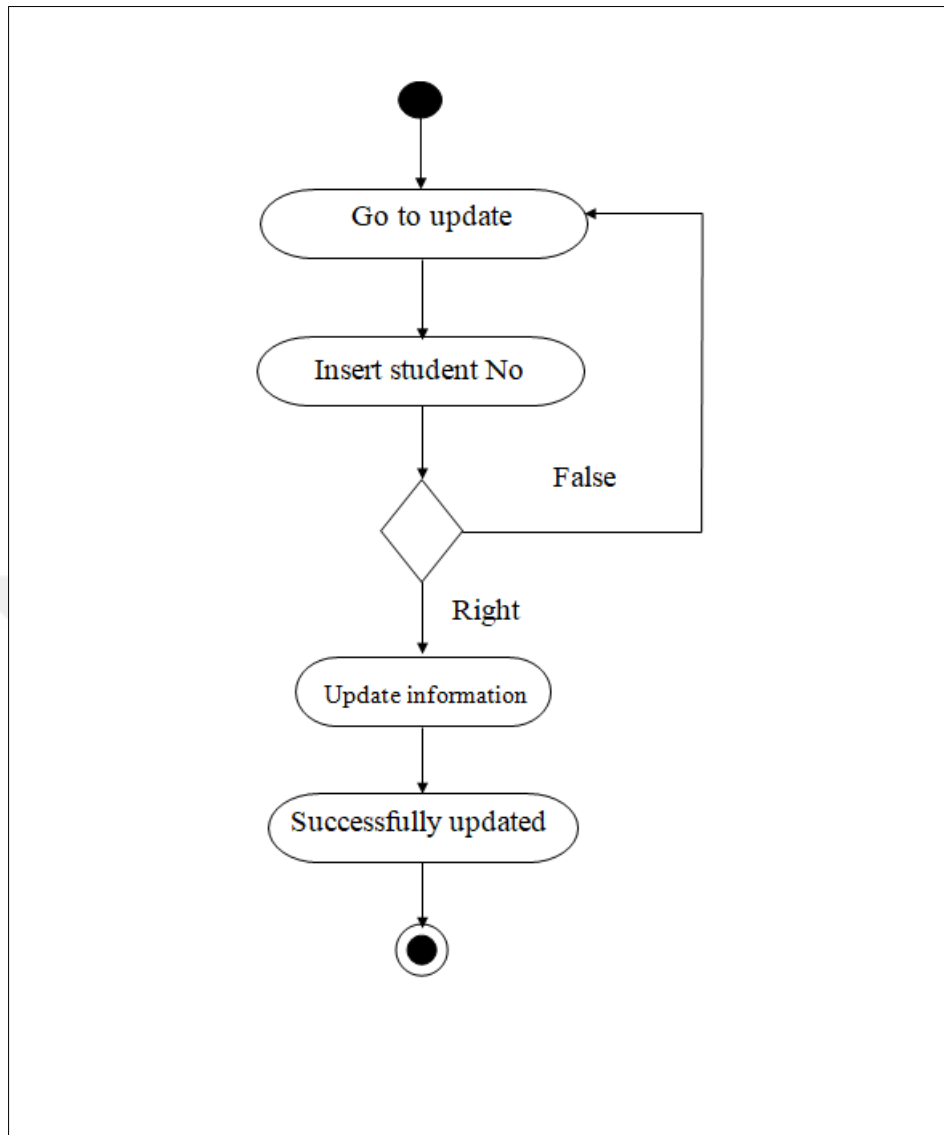 Go to update
Insert student No
False
Right
Update information
Successfully updated